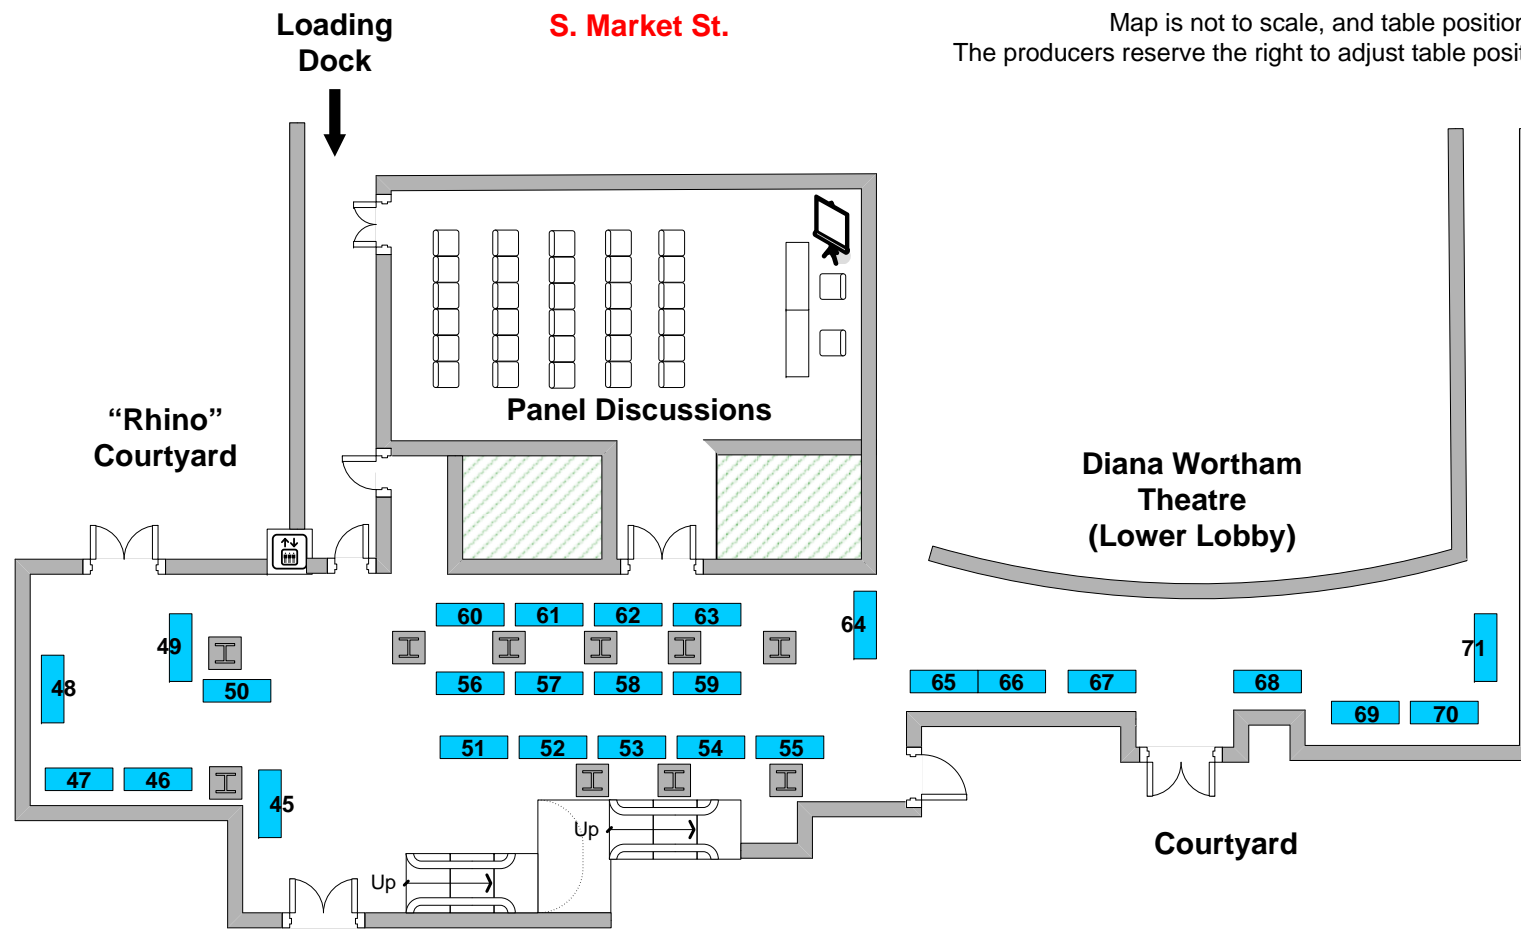 Loading
Dock
S. Market St.
Map is not to scale, and table position
The producers reserve the right to adjust table posit
Panel Discussions
“Rhino”
Courtyard
Diana Wortham
Theatre
(Lower Lobby)
60 61 62 63
64
49
48
50
56 57 58 59
65 66 67 68
71
69 70
51 52 53 54 55
47 46
45
Up
Up
Courtyard